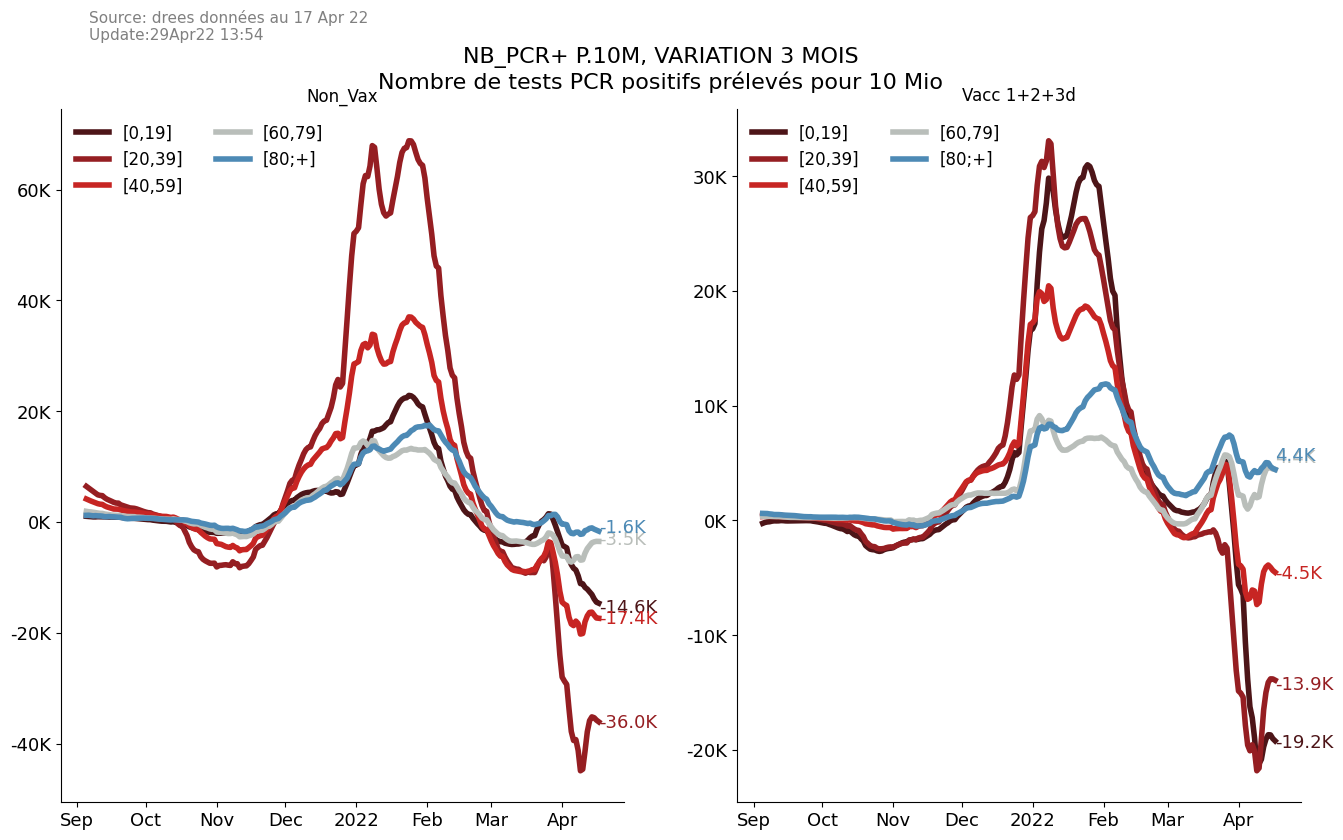 Source: drees données au 17 Apr 22
Update:29Apr22 13:54
NB_PCR+ P.10M, VARIATION 3 MOIS
Nombre de tests PCR positifs prélevés pour 10 Mio
Non_Vax
[0,19]
[20,39]
[40,59]
[60,79]
[80;+]
60K
40K
20K
0K
-20K
-40K
-1.6K
-3.5K
-14.6K
-17.4K
-36.0K
Sep Oct Nov Dec 2022 Feb Mar Apr
Vacc 1+2+3d
[0,19]
[20,39]
[40,59]
[60,79]
[80;+]
30K
20K
10K
0K
-10K
-20K
4.4K
-4.5K
-13.9K
-19.2K
Sep Oct Nov Dec 2022 Feb Mar Apr